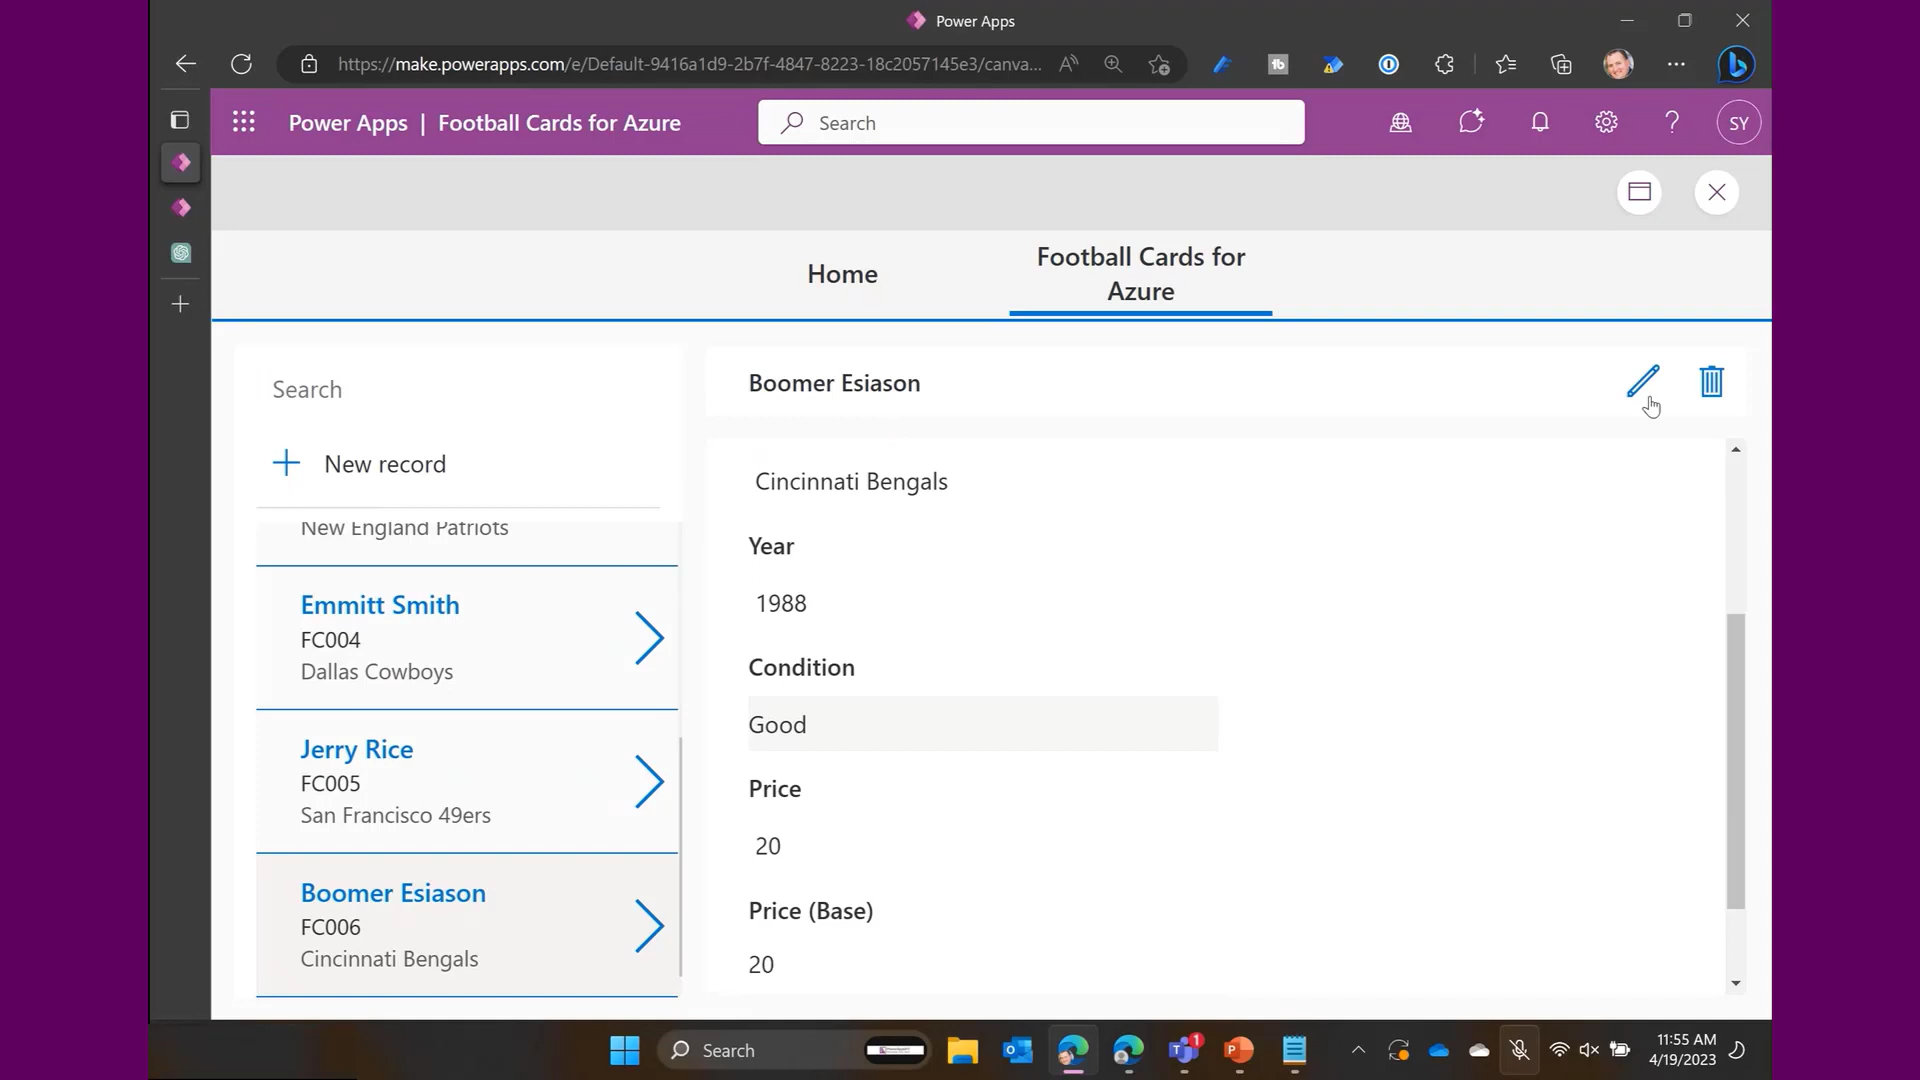 Power Apps
https://make.powerapps.com/e/Default-9416a1d9-2b7f-4847-8223-18c2057145e3/canva...
Power Apps | Football Cards for Azure
Search
SY
Home
Football Cards for
Azure
Search
New record
New England Patriots
Emmitt Smith
FC004
Dallas Cowboys
Jerry Rice
FC005
San Francisco 49ers
Boomer Esiason
FC006
Cincinnati Bengals
Boomer Esiason
Cincinnati Bengals
Year
1988
Condition
Good
Price
20
Price (Base)
20
Search
1
11:55 AM
4/19/2023